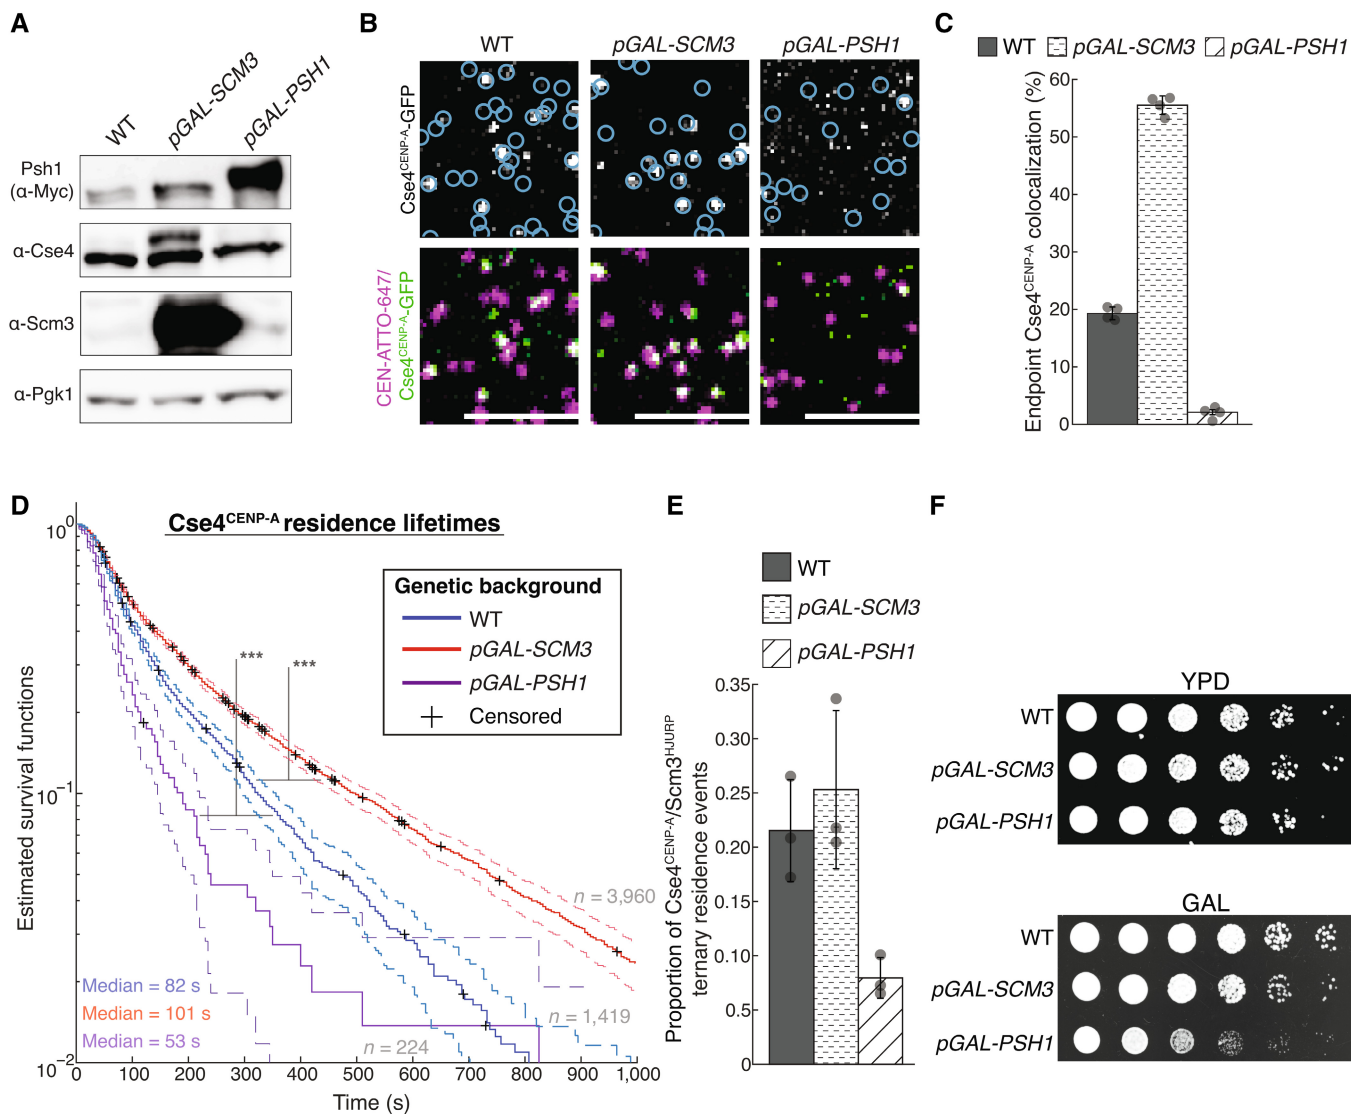 A
WT
pGAL-SCM3
pGAL-PSH1
Psh1
(α-Myc)
α-Cse4
α-Scm3
α-Pgk1
B
WT
pGAL-SCM3
pGAL-PSH1
Cse4CENP-A-GFP
CEN-ATTO-647/
Cse4CENP-A-GFP
C
WT
pGAL-SCM3
pGAL-PSH1
Endpoint Cse4CENP-A colocalization (%)
60
50
40
30
20
10
0
D
Cse4CENP-A residence lifetimes
Genetic background
WT
pGAL-SCM3
pGAL-PSH1
Censored
***
***
n = 3,960
n = 1,419
n = 224
Median = 82 s
Median = 101 s
Median = 53 s
Estimated survival functions
10^0
10^-1
10^-2
0 100 200 300 400 500 600 700 800 900 1,000
Time (s)
E
WT
pGAL-SCM3
pGAL-PSH1
Proportion of Cse4CENP-A/Scm3HJURP
ternary residence events
0.35
0.30
0.25
0.20
0.15
0.10
0.5
0
F
YPD
WT
pGAL-SCM3
pGAL-PSH1
GAL
WT
pGAL-SCM3
pGAL-PSH1